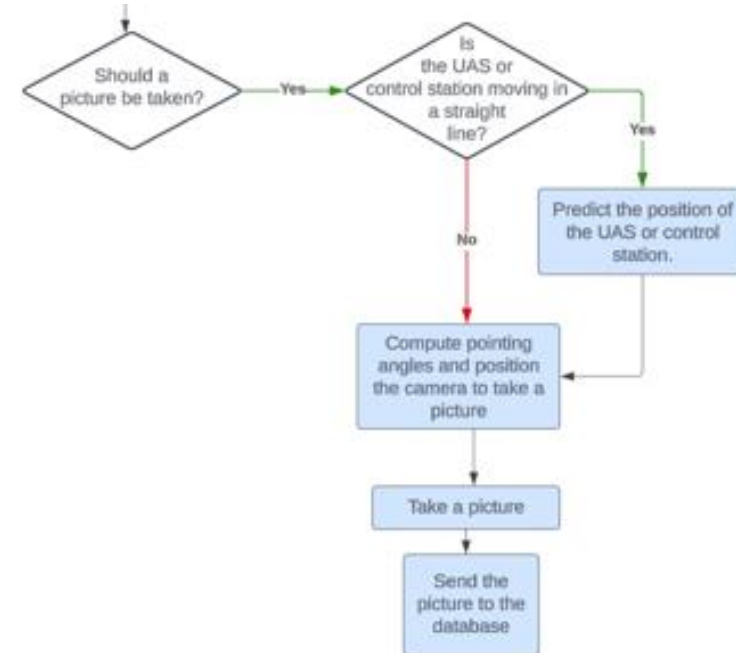 Should a
picture be taken?
Yes
Is
the UAS or
control station moving in
a straight
line?
Yes
Predict the position of
the UAS or control
station.
No
Compute pointing
angles and position
the camera to take a
picture
Take a picture
Send the
picture to the
database